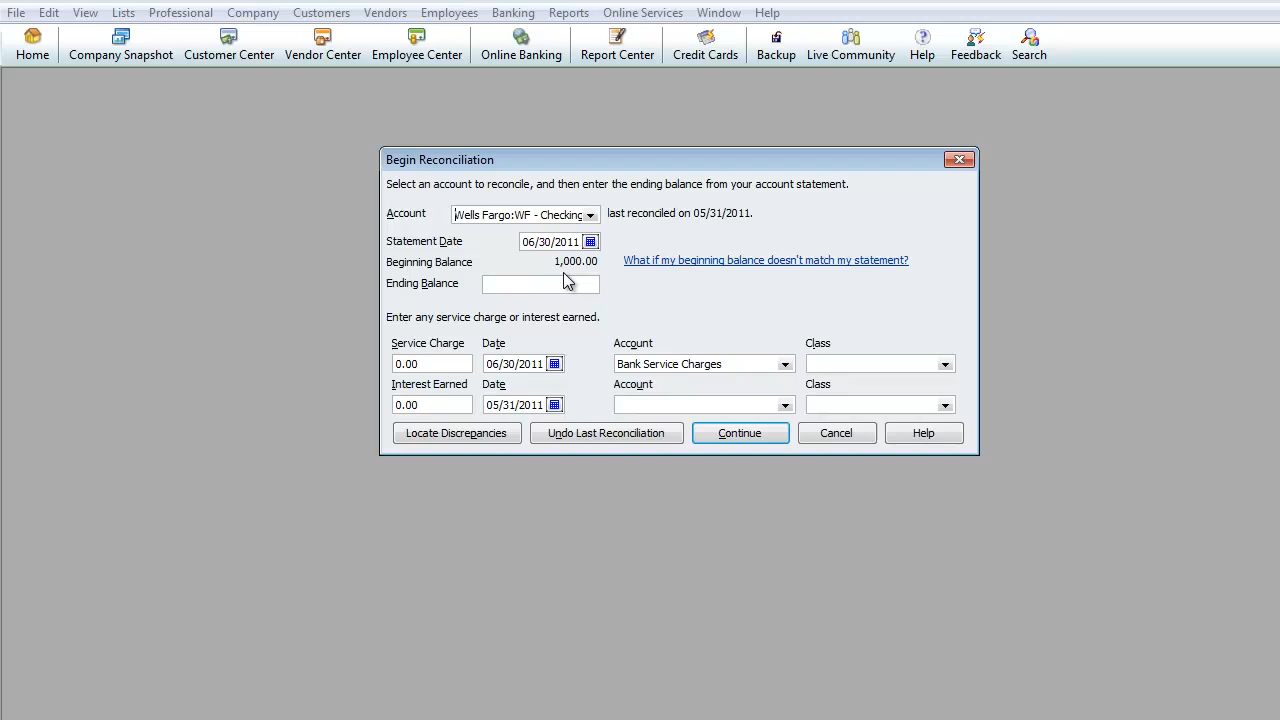 File Edit View Lists Professional Company Customers Vendors Employees Banking Reports Online Services Window Help
Home Company Snapshot Customer Center Vendor Center Employee Center Online Banking Report Center Credit Cards Backup Live Community Help Feedback Search
Begin Reconciliation
Select an account to reconcile, and then enter the ending balance from your account statement.
Account Wells Fargo:WF - Checking last reconciled on 05/31/2011.
Statement Date 06/30/2011
Beginning Balance 1,000.00 What if my beginning balance doesn't match my statement?
Ending Balance
Enter any service charge or interest earned.
Service Charge Date Account Class
0.00 06/30/2011 Bank Service Charges
Interest Earned Date Account Class
0.00 05/31/2011
Locate Discrepancies Undo Last Reconciliation Continue Cancel Help